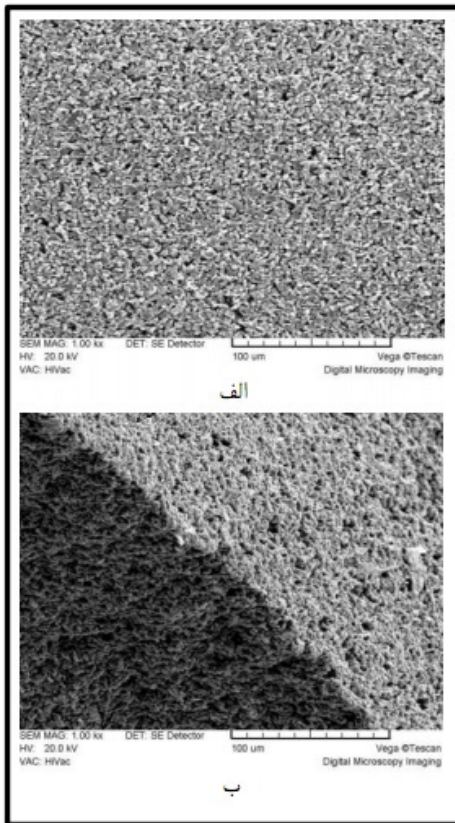 SEM MAG: 1.00 kx DET: SE Detector
HV: 20.0 kV 100 um Vega ©Tescan
VAC: HiVac Digital Microscopy Imaging
الف
SEM MAG: 1.00 kx DET: SE Detector
HV: 20.0 kV 100 um Vega ©Tescan
VAC: HiVac Digital Microscopy Imaging
ب